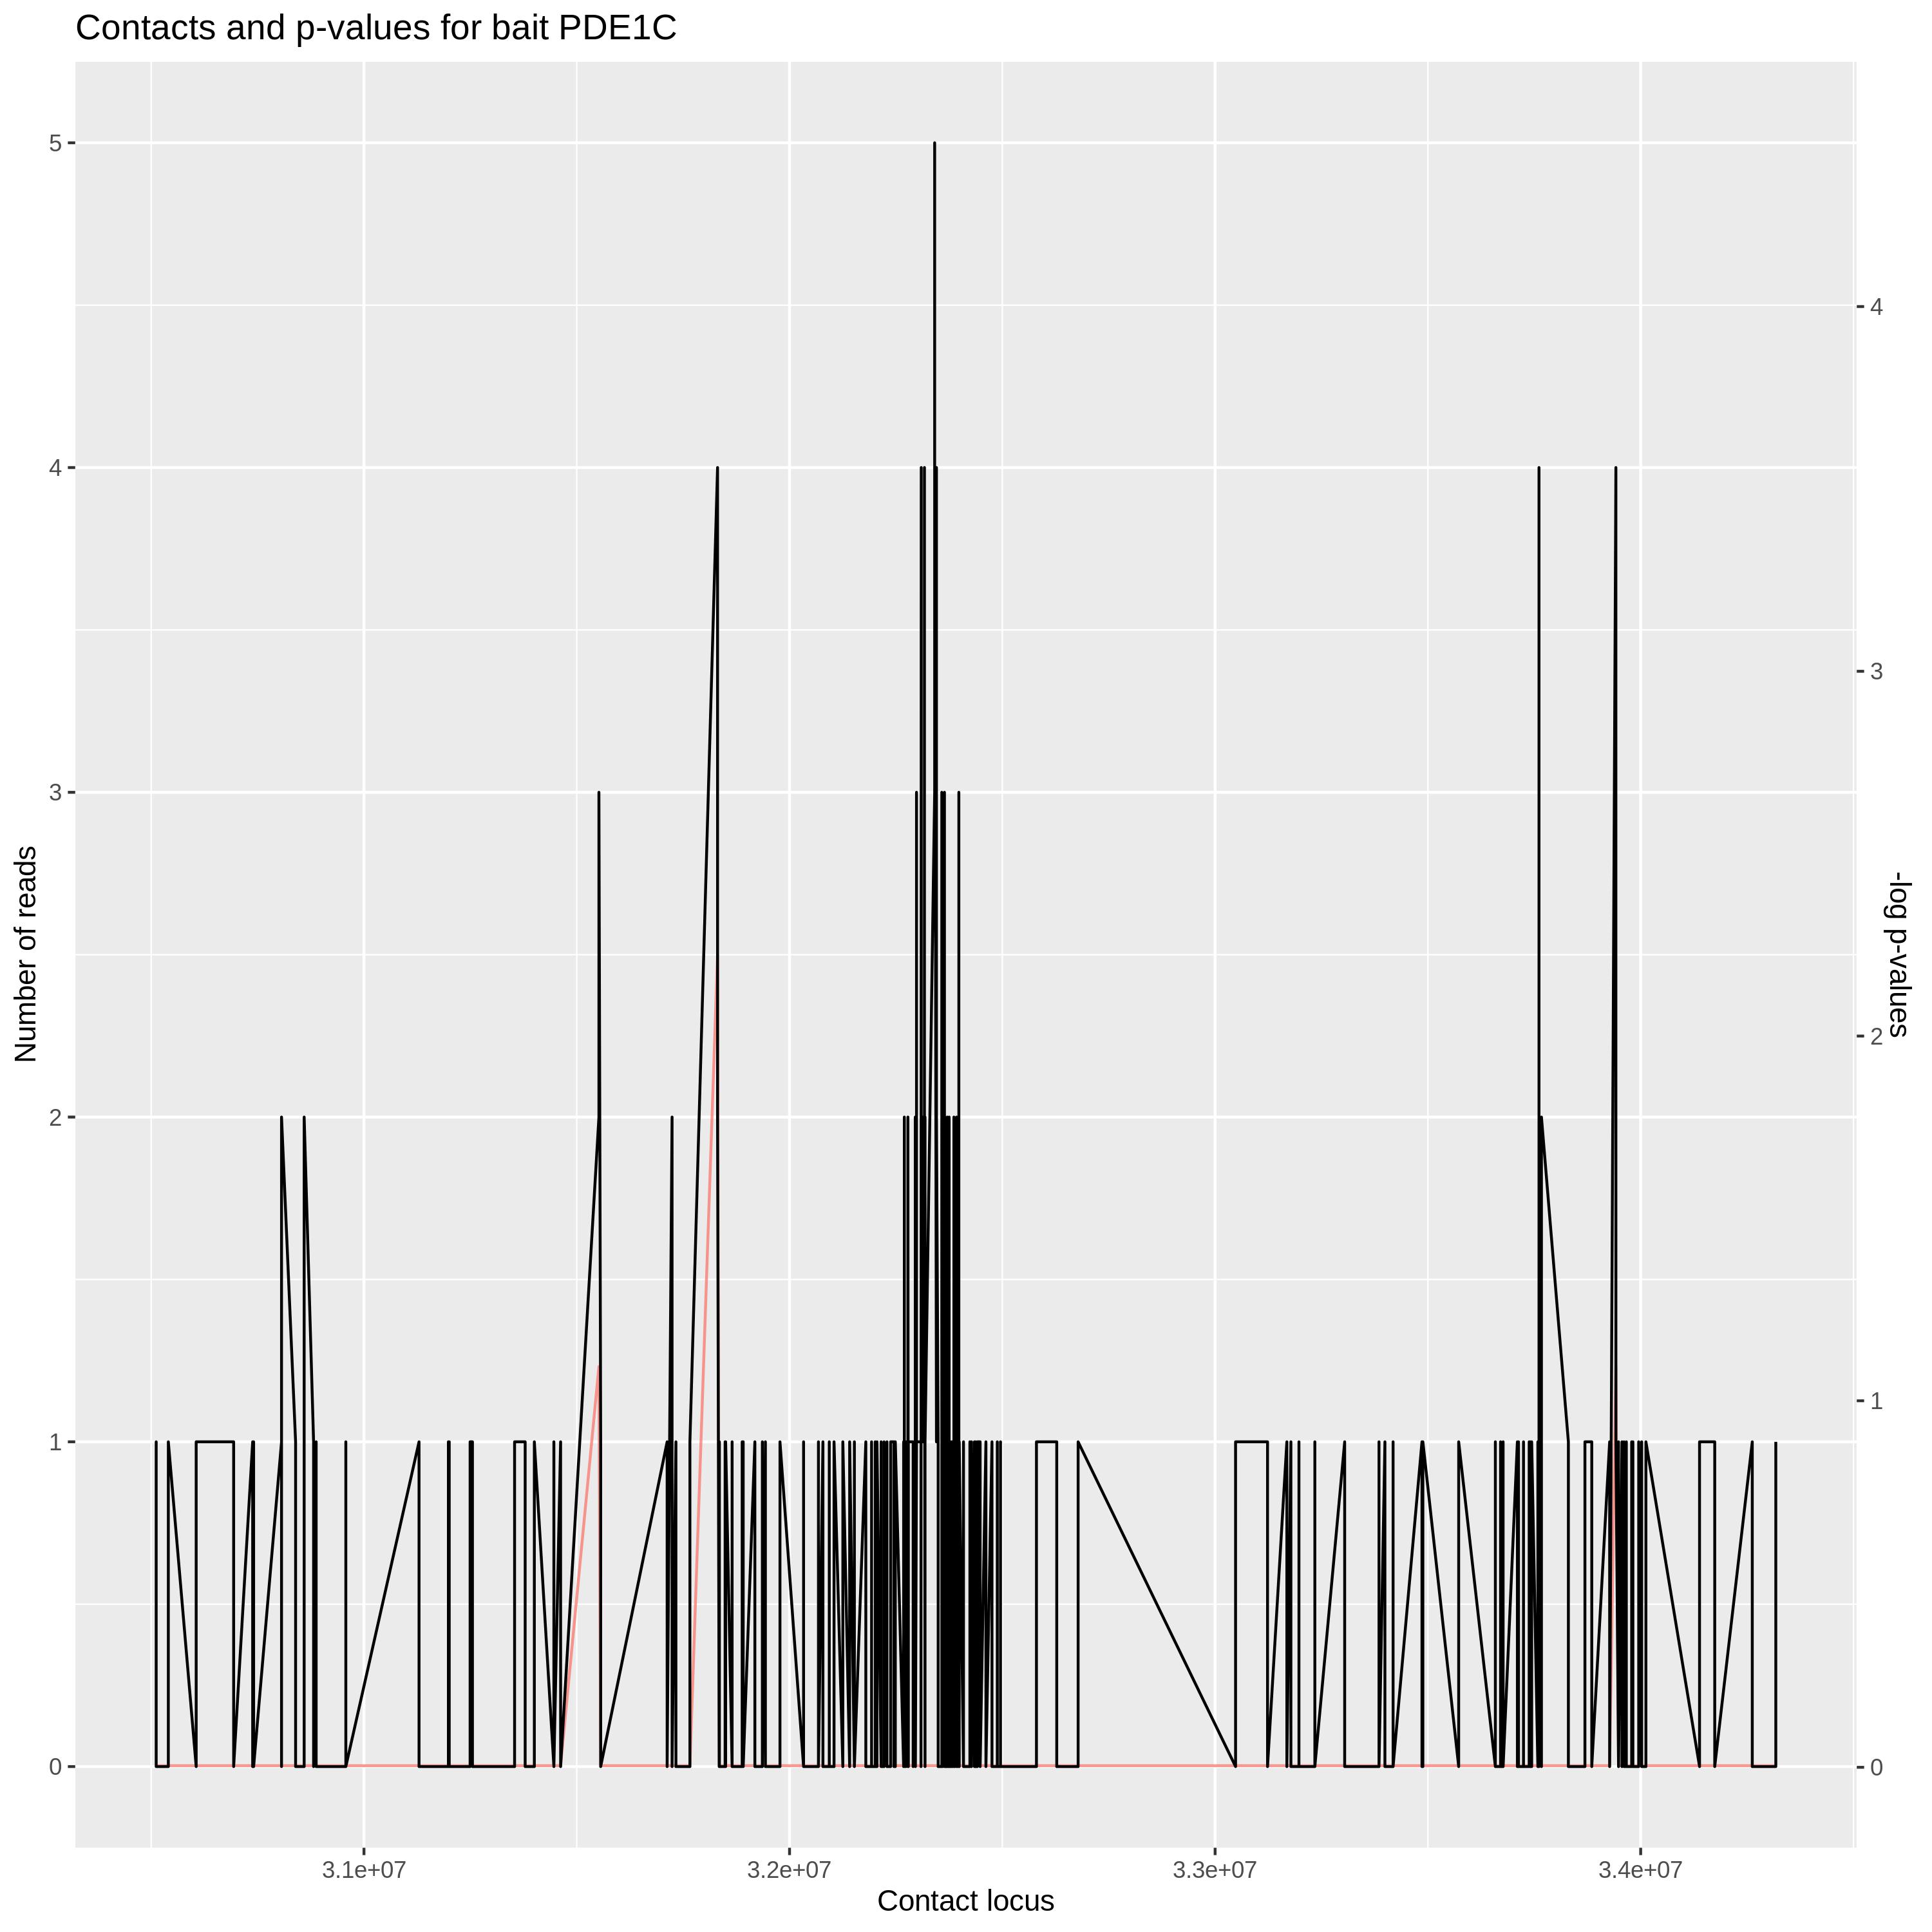 Contacts and p-values for bait PDE1C
5
4
3
2
1
0
Number of reads
4
3
2
1
0
-log p-values
3.1e+07 3.2e+07 3.3e+07 3.4e+07
Contact locus